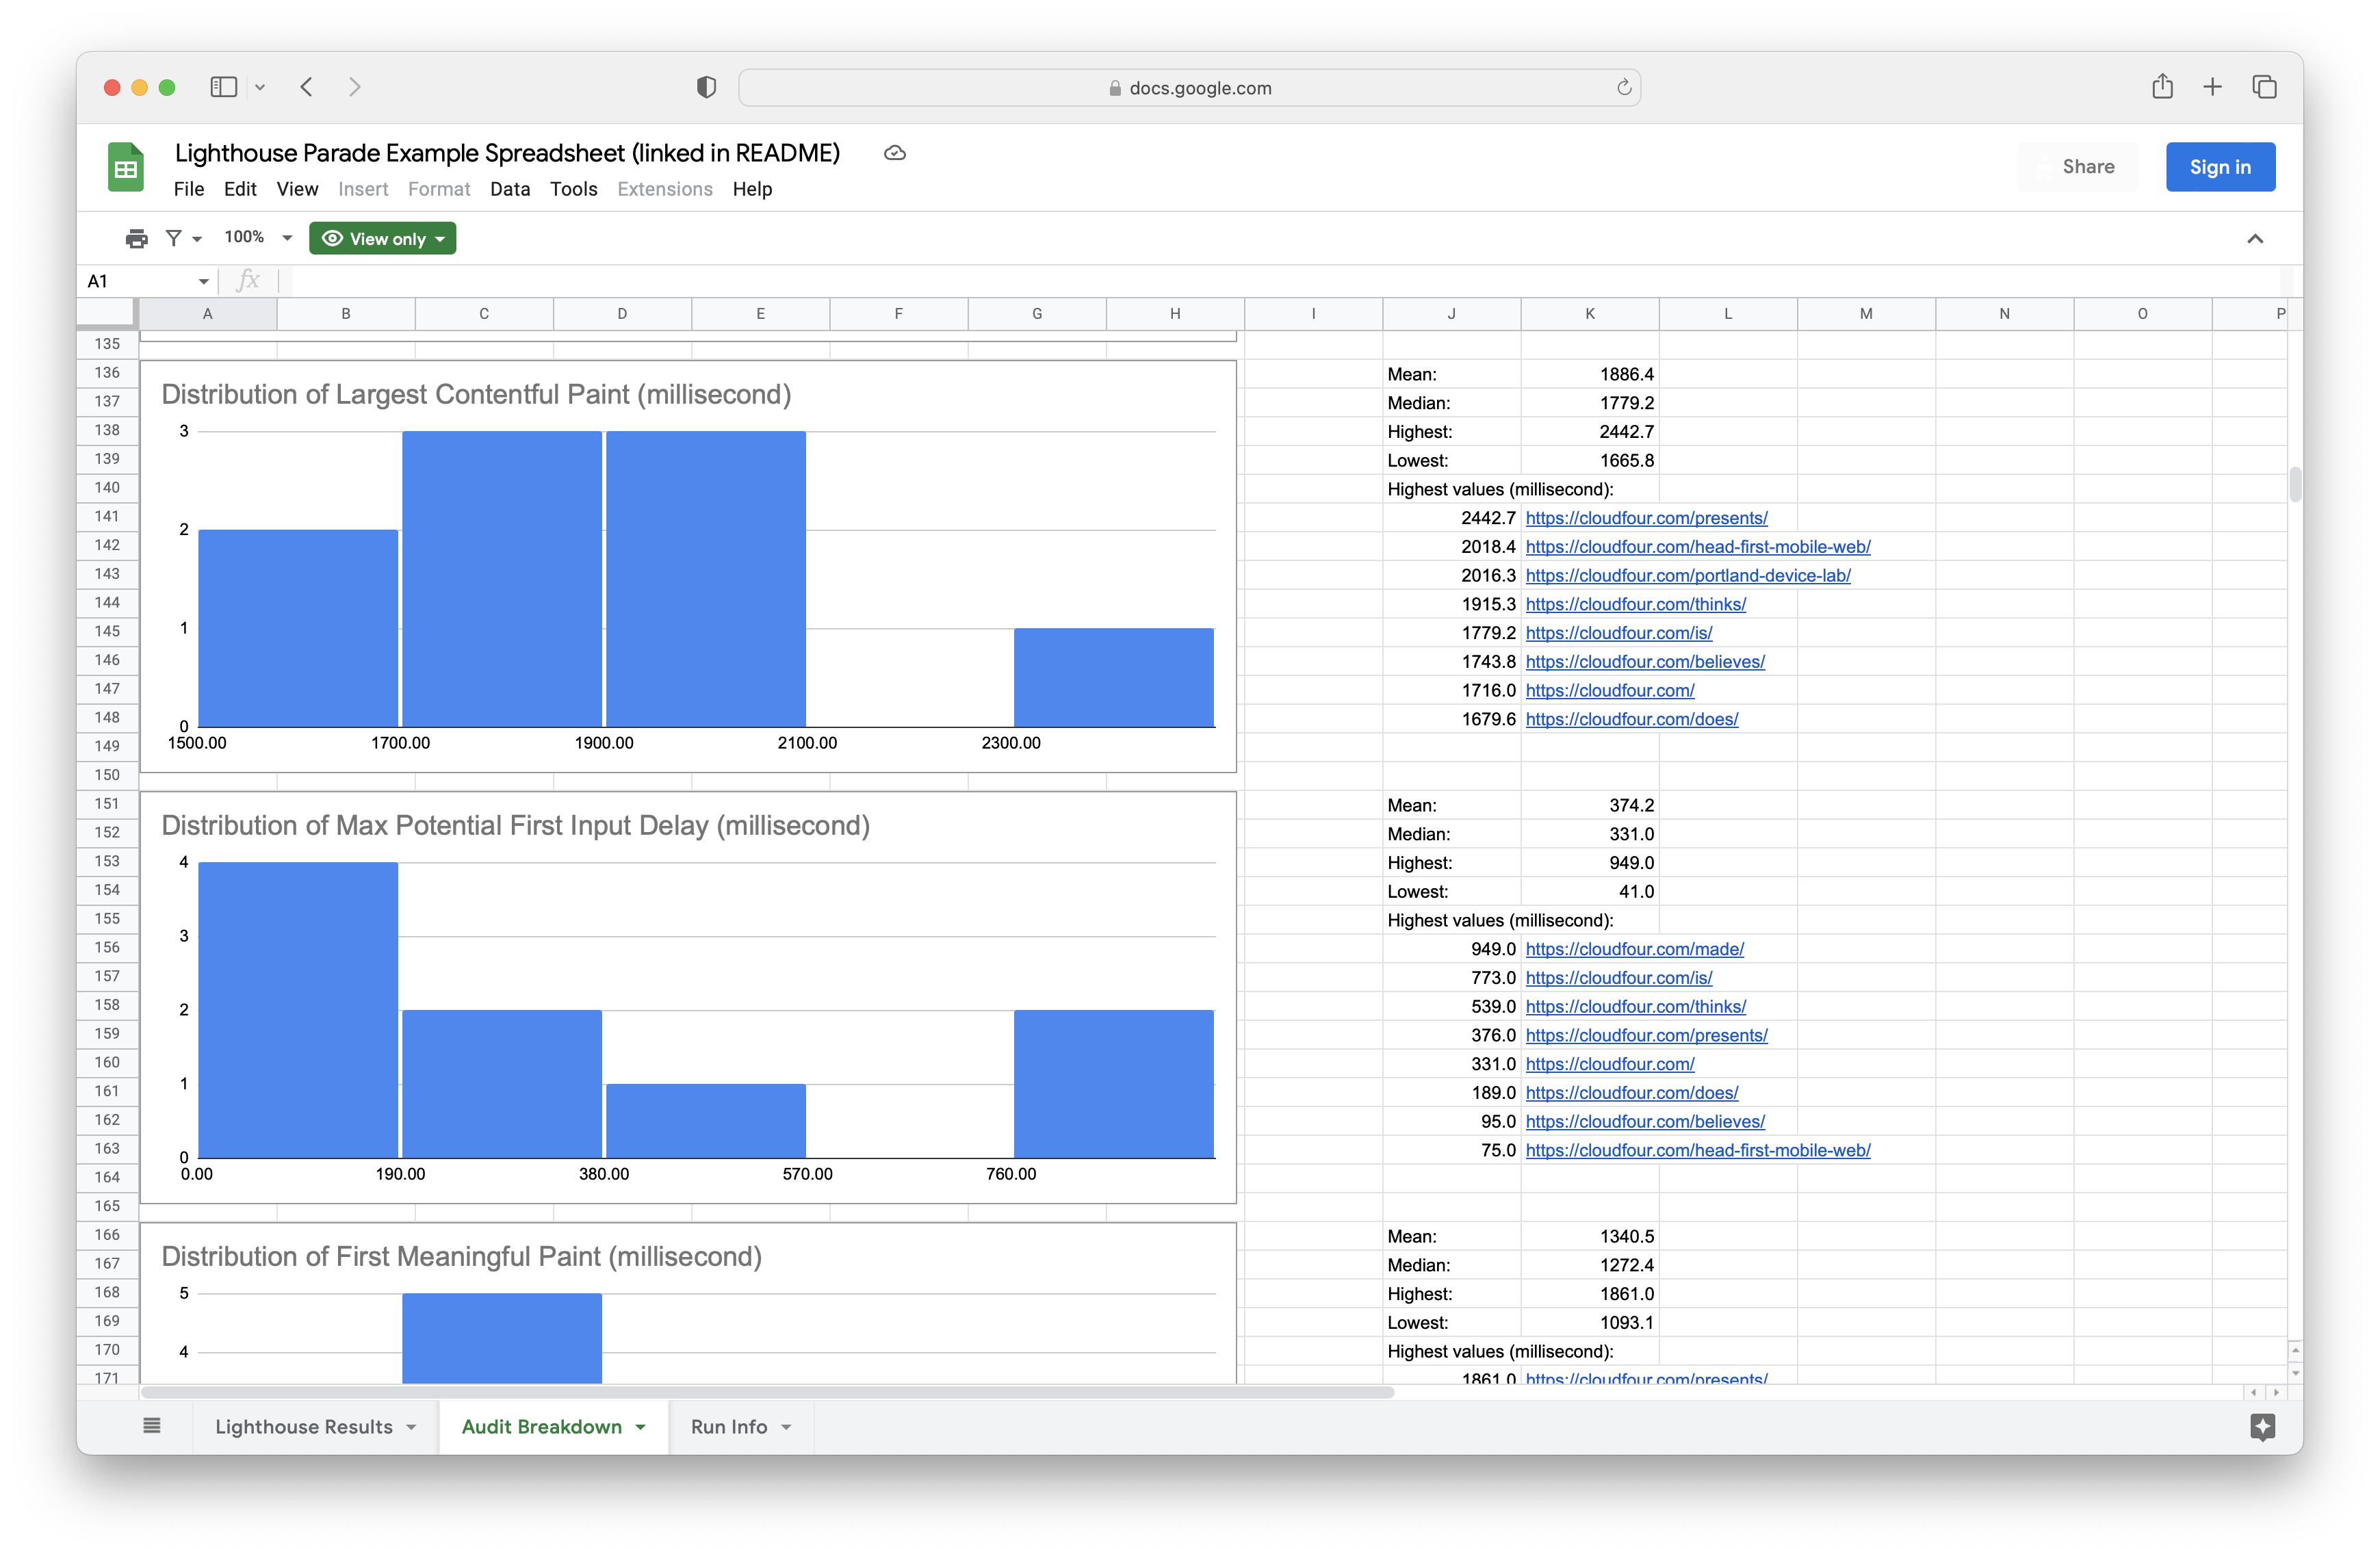 docs.google.com
Lighthouse Parade Example Spreadsheet (linked in README)
File Edit View Insert Format Data Tools Extensions Help
Share
Sign in
100%
View only
A1
fx
A B C D E F G H I J K L M N O P
135
136
137
138
139
140
141
142
143
144
145
146
147
148
149
150
151
152
153
154
155
156
157
158
159
160
161
162
163
164
165
166
167
168
169
170
171
Distribution of Largest Contentful Paint (millisecond)
3
2
1
0
1500.00 1700.00 1900.00 2100.00 2300.00
Mean: 1886.4
Median: 1779.2
Highest: 2442.7
Lowest: 1665.8
Highest values (millisecond):
2442.7 https://cloudfour.com/presents/
2018.4 https://cloudfour.com/head-first-mobile-web/
2016.3 https://cloudfour.com/portland-device-lab/
1915.3 https://cloudfour.com/thinks/
1779.2 https://cloudfour.com/is/
1743.8 https://cloudfour.com/believes/
1716.0 https://cloudfour.com/
1679.6 https://cloudfour.com/does/
Distribution of Max Potential First Input Delay (millisecond)
4
3
2
1
0
0.00 190.00 380.00 570.00 760.00
Mean: 374.2
Median: 331.0
Highest: 949.0
Lowest: 41.0
Highest values (millisecond):
949.0 https://cloudfour.com/made/
773.0 https://cloudfour.com/is/
539.0 https://cloudfour.com/thinks/
376.0 https://cloudfour.com/presents/
331.0 https://cloudfour.com/
189.0 https://cloudfour.com/does/
95.0 https://cloudfour.com/believes/
75.0 https://cloudfour.com/head-first-mobile-web/
Distribution of First Meaningful Paint (millisecond)
5
4
Mean: 1340.5
Median: 1272.4
Highest: 1861.0
Lowest: 1093.1
Highest values (millisecond):
1861.0 https://cloudfour.com/presents/
Lighthouse Results Audit Breakdown Run Info